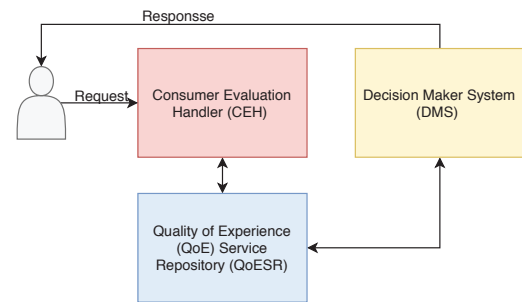 Responsse
Request
Consumer Evaluation
Handler (CEH)
Decision Maker System
(DMS)
Quality of Experience
(QoE) Service
Repository (QoESR)